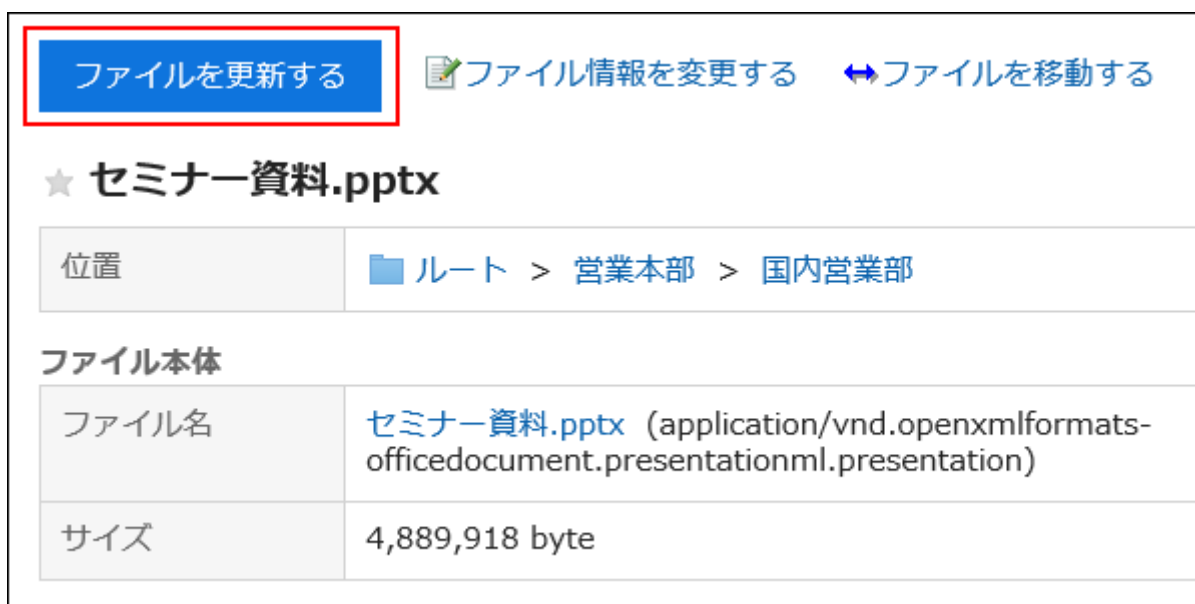 ファイルを更新する ファイル情報を変更する ファイルを移動する
セミナー資料.pptx
位置 ルート > 営業本部 > 国内営業部
ファイル本体
ファイル名 セミナー資料.pptx (application/vnd.openxmlformats-
officedocument.presentationml.presentation)
サイズ 4,889,918 byte